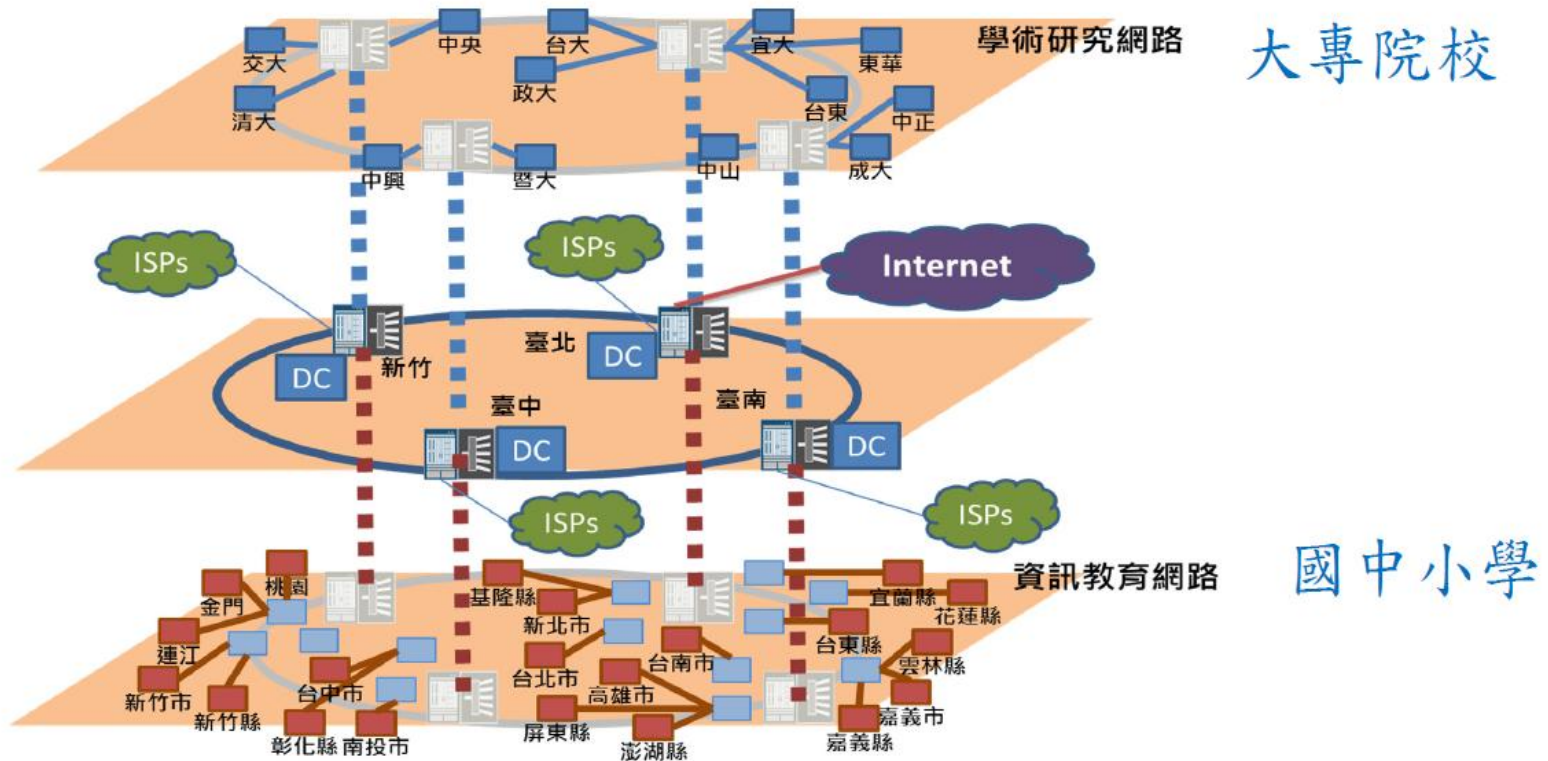 中央
台大
宜大
學術研究網路
大專院校
交大
東華
政大
清大
台東
中正
中興
暨大
中山
成大
ISPs
ISPs
Internet
臺北
新竹
DC
DC
臺中
臺南
DC
DC
ISPs
ISPs
資訊教育網路
國中小學
桃園
金門
基隆縣
宜蘭縣
花蓮縣
新北市
連江
台南市
台東縣
雲林縣
新竹市
台中市
台北市
高雄市
新竹縣
嘉義市
屏東縣
彰化縣
南投市
澎湖縣
嘉義縣